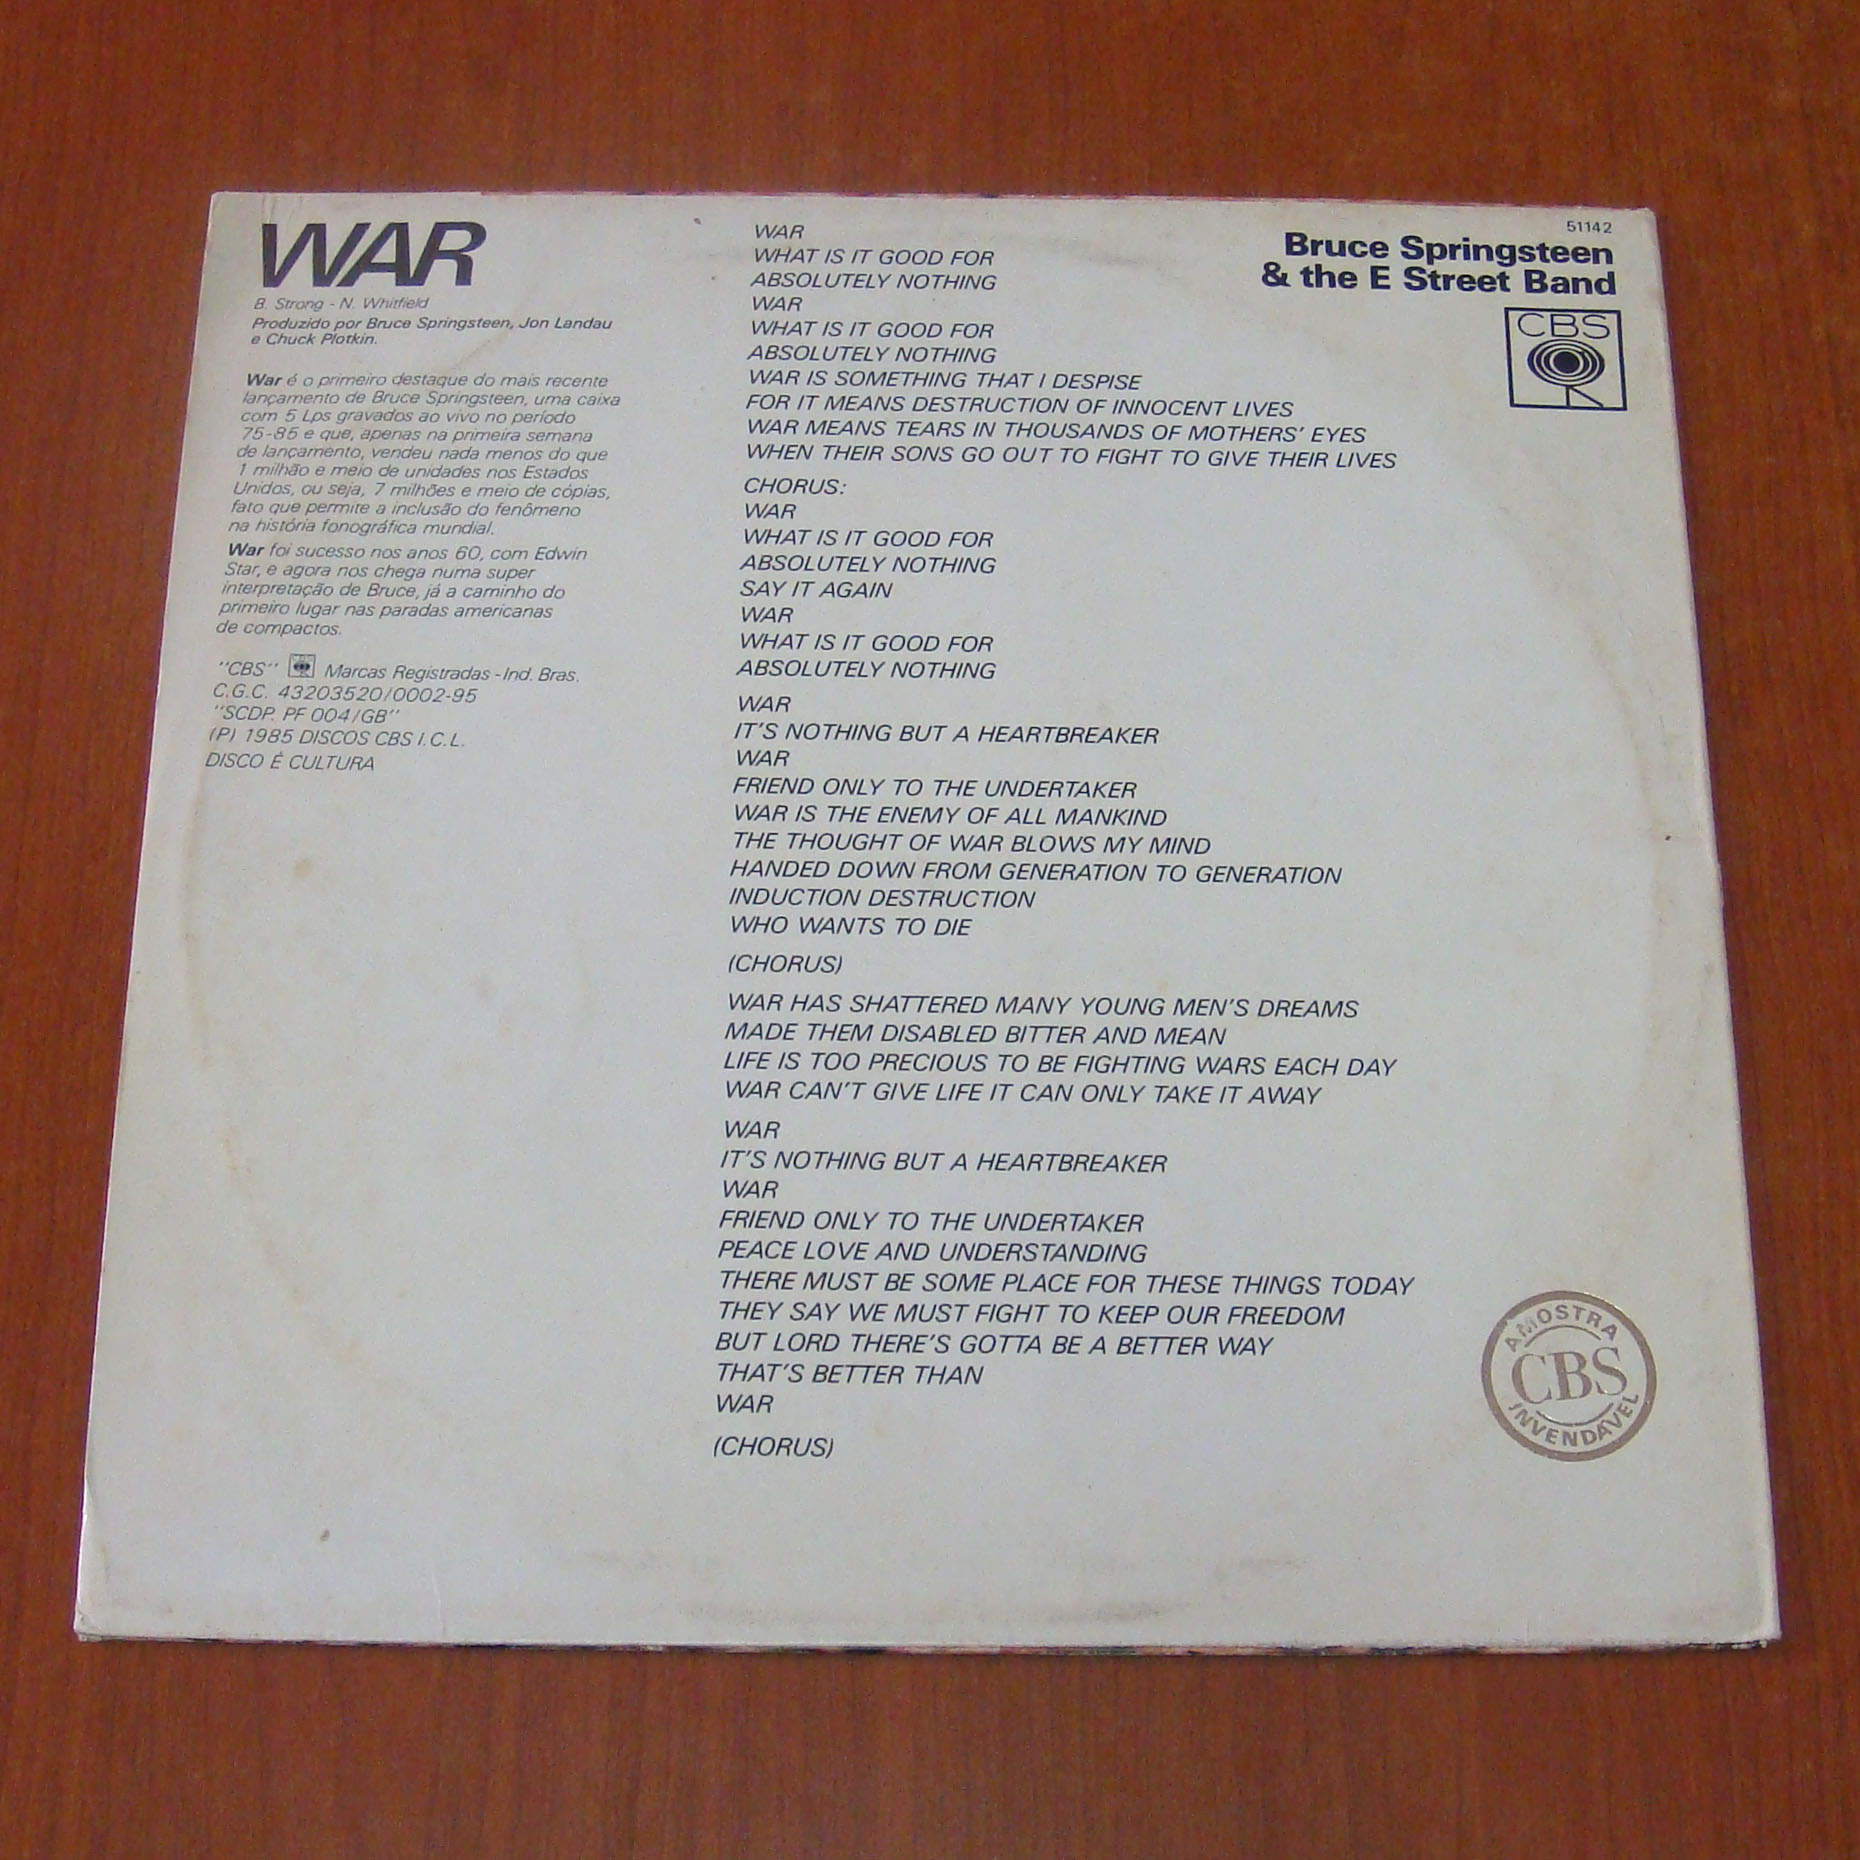 WAR
B. Strong - N. Whitfield
Produzido por Bruce Springsteen, Jon Landau
e Chuck Plotkin.
War é o primeiro destaque do mais recente
lançamento de Bruce Springsteen, uma caixa
com 5 Lps gravados ao vivo no período
75-85 e que, apenas na primeira semana
de lançamento, vendeu nada menos do que
1 milhão e meio de unidades nos Estados
Unidos, ou seja, 7 milhões e meio de cópias,
fato que permite a inclusão do fenômeno
na história fonográfica mundial.
War foi sucesso nos anos 60, com Edwin
Star, e agora nos chega numa super
interpretação de Bruce, já a caminho do
primeiro lugar nas paradas americanas
de compactos.
"CBS" Marcas Registradas - Ind. Bras.
C.G.C. 43203520/0002-95
"SCDP. PF 004/GB"
(P) 1985 DISCOS CBS I.C.L.
DISCO É CULTURA
WAR
WHAT IS IT GOOD FOR
ABSOLUTELY NOTHING
WAR
WHAT IS IT GOOD FOR
ABSOLUTELY NOTHING
WAR IS SOMETHING THAT I DESPISE
FOR IT MEANS DESTRUCTION OF INNOCENT LIVES
WAR MEANS TEARS IN THOUSANDS OF MOTHERS' EYES
WHEN THEIR SONS GO OUT TO FIGHT TO GIVE THEIR LIVES
CHORUS:
WAR
WHAT IS IT GOOD FOR
ABSOLUTELY NOTHING
SAY IT AGAIN
WAR
WHAT IS IT GOOD FOR
ABSOLUTELY NOTHING
WAR
IT'S NOTHING BUT A HEARTBREAKER
WAR
FRIEND ONLY TO THE UNDERTAKER
WAR IS THE ENEMY OF ALL MANKIND
THE THOUGHT OF WAR BLOWS MY MIND
HANDED DOWN FROM GENERATION TO GENERATION
INDUCTION DESTRUCTION
WHO WANTS TO DIE
(CHORUS)
WAR HAS SHATTERED MANY YOUNG MEN'S DREAMS
MADE THEM DISABLED BITTER AND MEAN
LIFE IS TOO PRECIOUS TO BE FIGHTING WARS EACH DAY
WAR CAN'T GIVE LIFE IT CAN ONLY TAKE IT AWAY
WAR
IT'S NOTHING BUT A HEARTBREAKER
WAR
FRIEND ONLY TO THE UNDERTAKER
PEACE LOVE AND UNDERSTANDING
THERE MUST BE SOME PLACE FOR THESE THINGS TODAY
THEY SAY WE MUST FIGHT TO KEEP OUR FREEDOM
BUT LORD THERE'S GOTTA BE A BETTER WAY
THAT'S BETTER THAN
WAR
(CHORUS)
51142
Bruce Springsteen
& the E Street Band
CBS
AMOSTRA
CBS
INVENDÁVEL